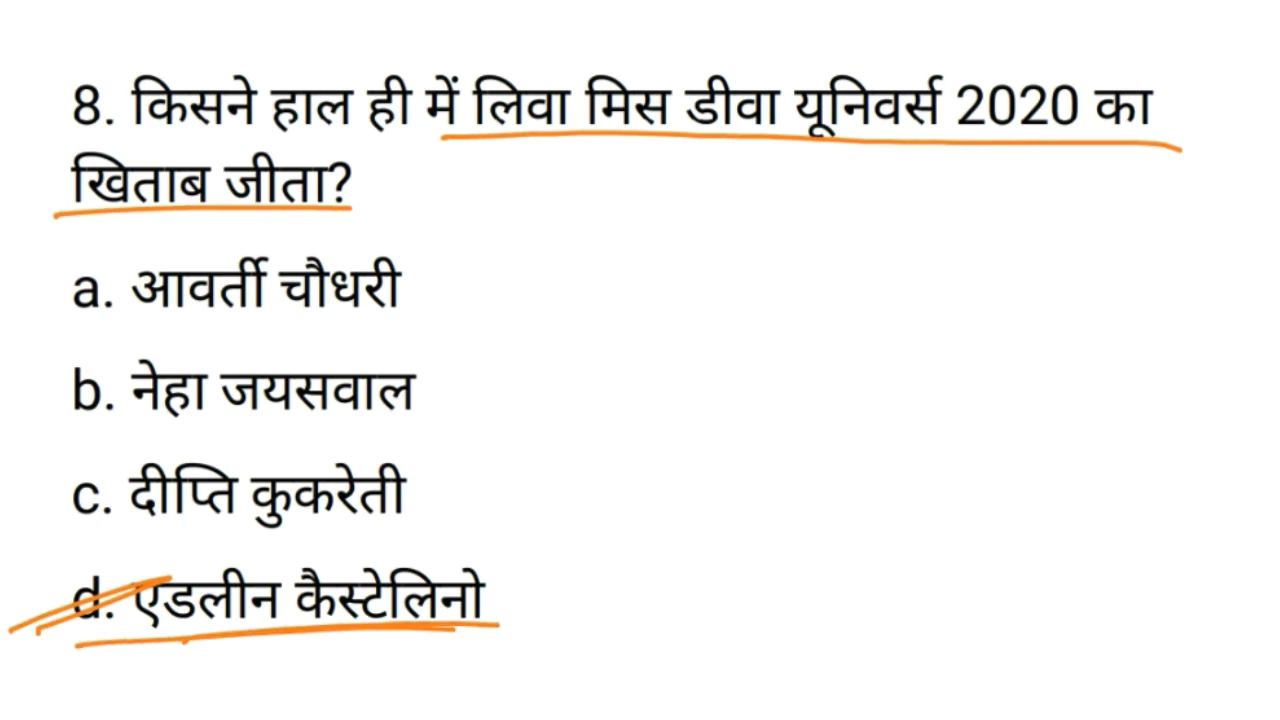 8. किसने हाल ही में लिवा मिस डीवा यूनिवर्स 2020 का
खिताब जीता?
a. आवर्ती चौधरी
b. नेहा जयसवाल
c. दीप्ति कुकरेती
d. एडलीन कैस्टेलिनो